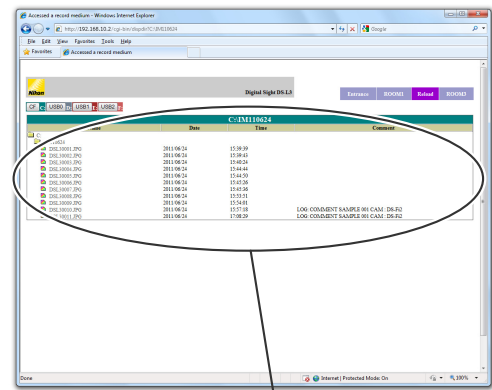 Accessed a record medium - Windows Internet Explorer
http://192.168.10.2/cgi-bin/
Google
File Edit View Favorites Tools Help
Favorites Accessed a record medium
Nikon Digital Sight DS-L3 Entrance ROOM1 Reload ROOM3
CF USB0 USB1 USB2
C:\IM110624
Date Time Comment
DSL10001.JPG 2011/06/24 15:39:39
DSL10002.JPG 2011/06/24 15:39:43
DSL10003.JPG 2011/06/24 15:40:24
DSL10004.JPG 2011/06/24 15:44:44
DSL10005.JPG 2011/06/24 15:44:50
DSL10006.JPG 2011/06/24 15:45:26
DSL10007.JPG 2011/06/24 15:45:36
DSL10008.JPG 2011/06/24 15:53:51
DSL10009.JPG 2011/06/24 15:54:01
DSL10010.JPG 2011/06/24 15:57:18 LOG: COMMENT SAMPLE 001 CAM : DS-Fi2
10011.JPG 2011/06/24 17:08:29 LOG: COMMENT SAMPLE 001 CAM : DS-Fi2
Done Internet | Protected Mode: On 100%